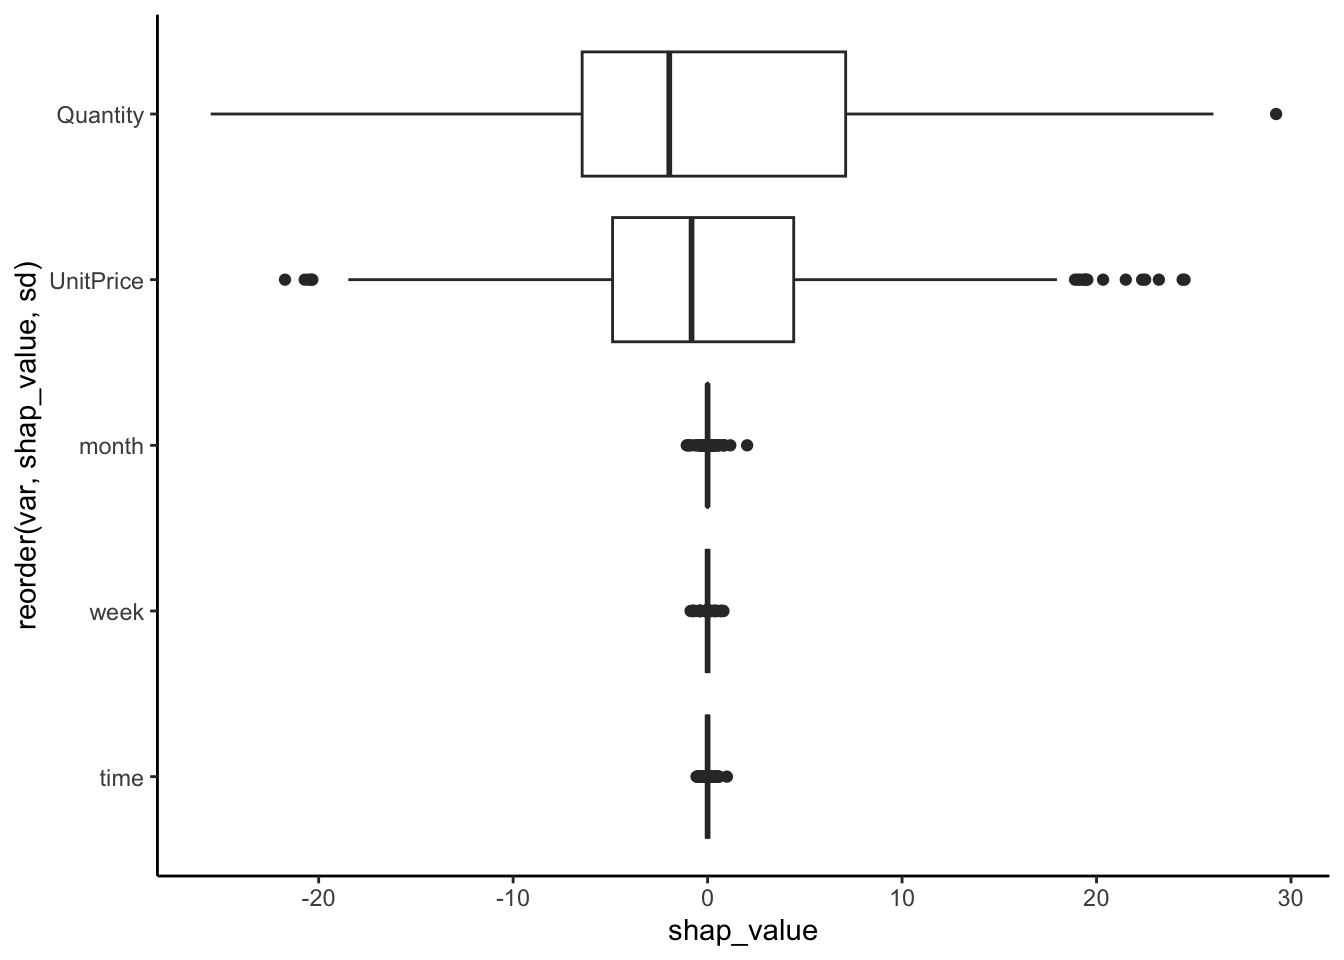 reorder(var, shap_value, sd)
Quantity
UnitPrice
month
week
time
-20 -10 0 10 20 30
shap_value